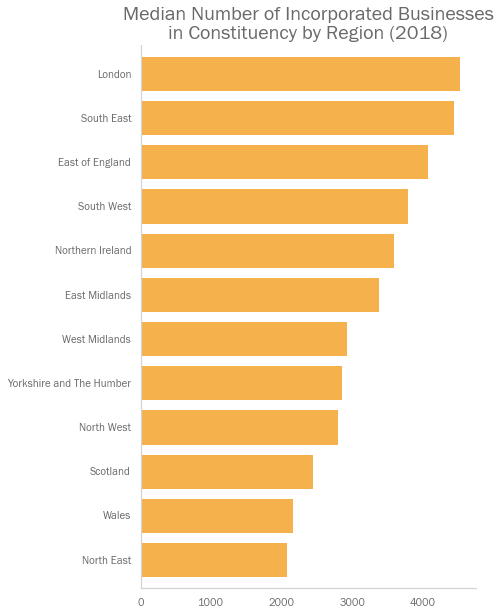 Median Number of Incorporated Businesses
in Constituency by Region (2018)
London
South East
East of England
South West
Northern Ireland
East Midlands
West Midlands
Yorkshire and The Humber
North West
Scotland
Wales
North East
0 1000 2000 3000 4000